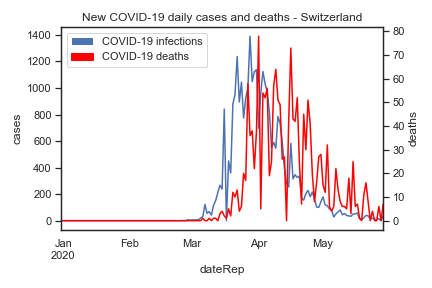 New COVID-19 daily cases and deaths - Switzerland
COVID-19 infections
COVID-19 deaths
1400
1200
1000
800
600
400
200
0
cases
80
70
60
50
40
30
20
10
0
deaths
Jan Feb Mar Apr May
2020
dateRep